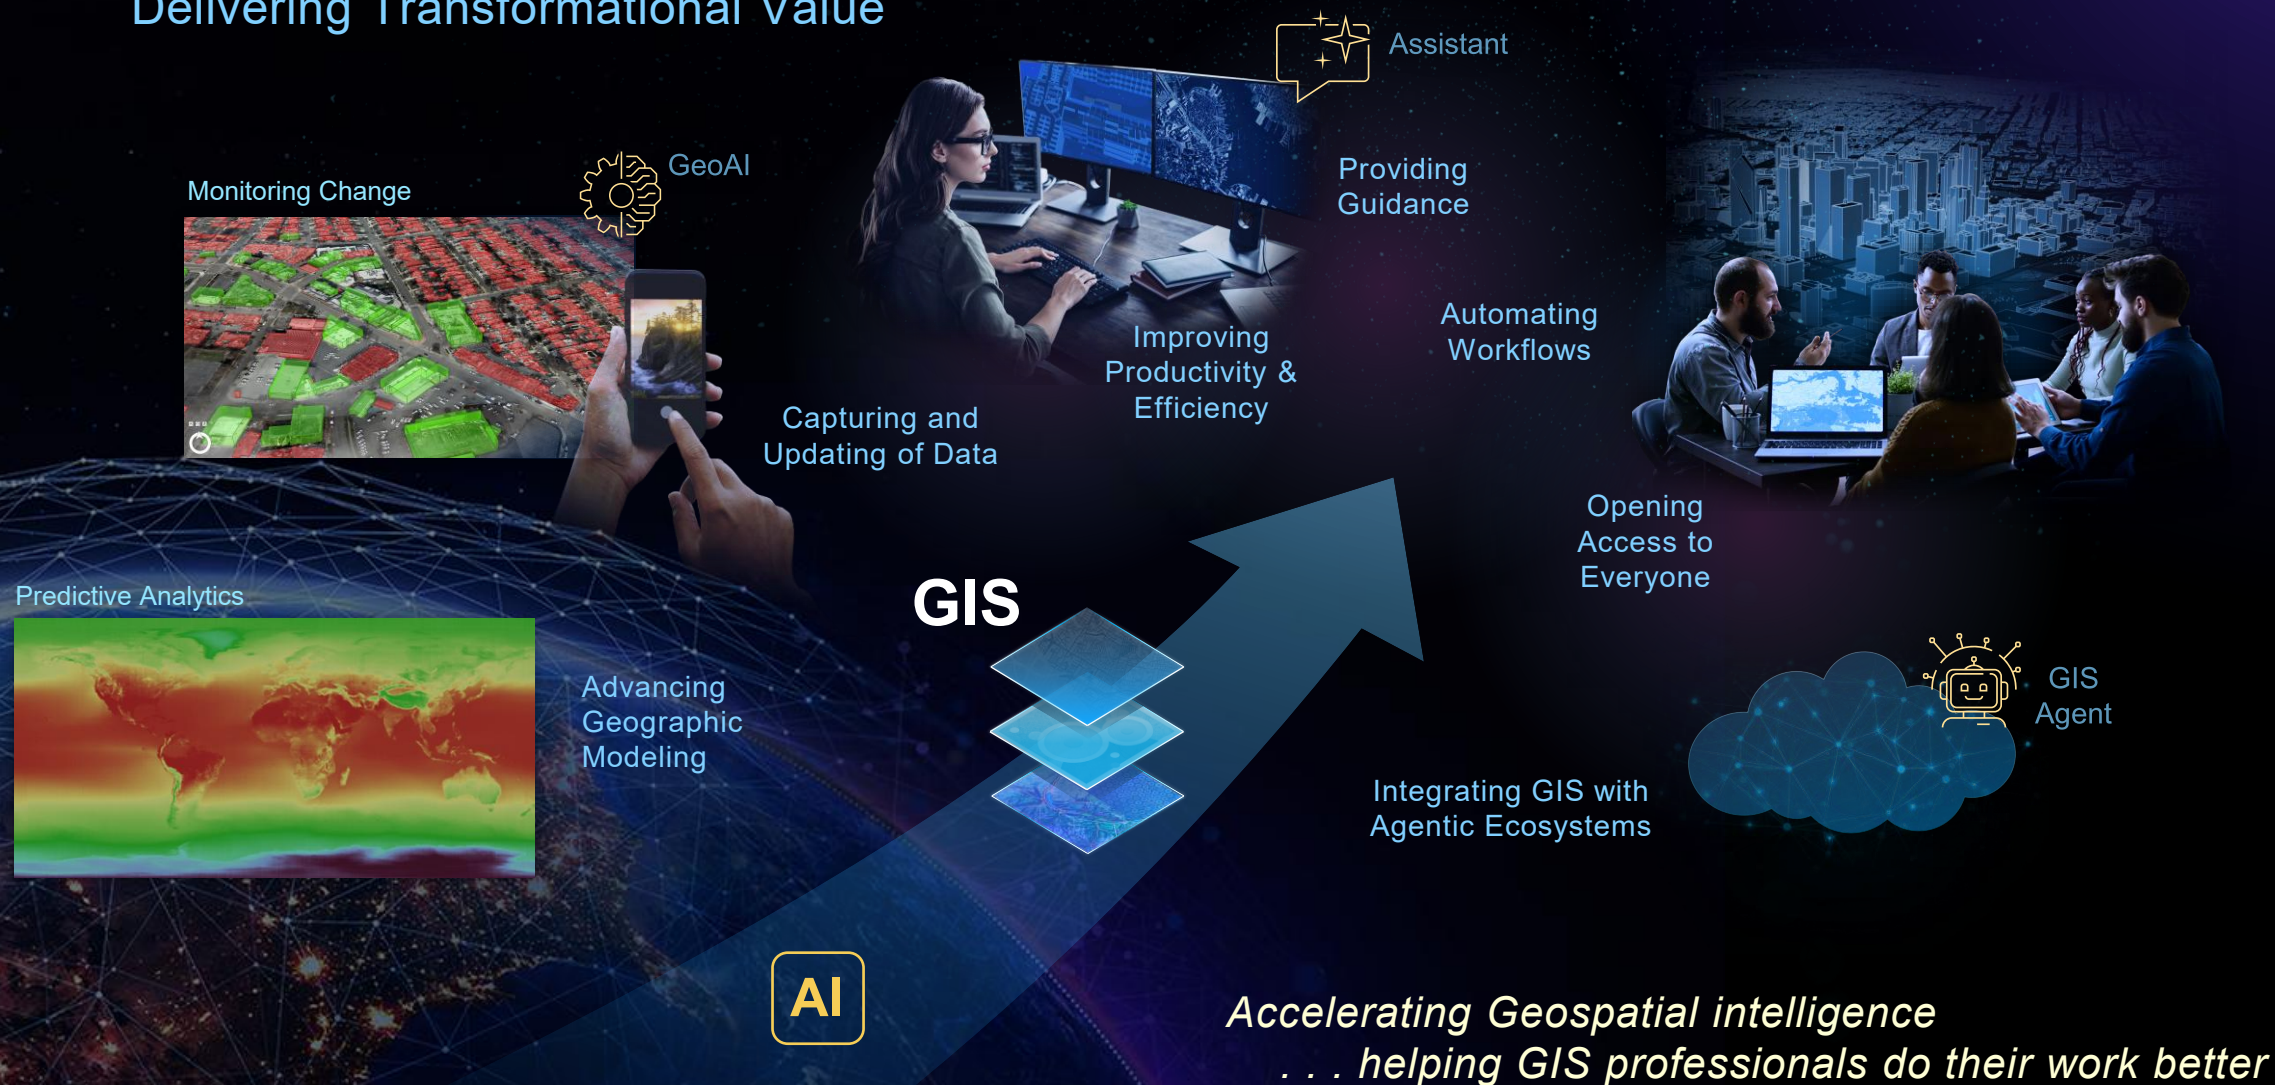 Delivering Transformational Value
Assistant
GeoAI
Monitoring Change
Providing
Guidance
Automating
Workflows
Improving
Productivity &
Efficiency
Capturing and
Updating of Data
Opening
Access to
Everyone
GIS
Predictive Analytics
Advancing
Geographic
Modeling
GIS
Agent
Integrating GIS with
Agentic Ecosystems
AI
Accelerating Geospatial intelligence
. . . helping GIS professionals do their work better